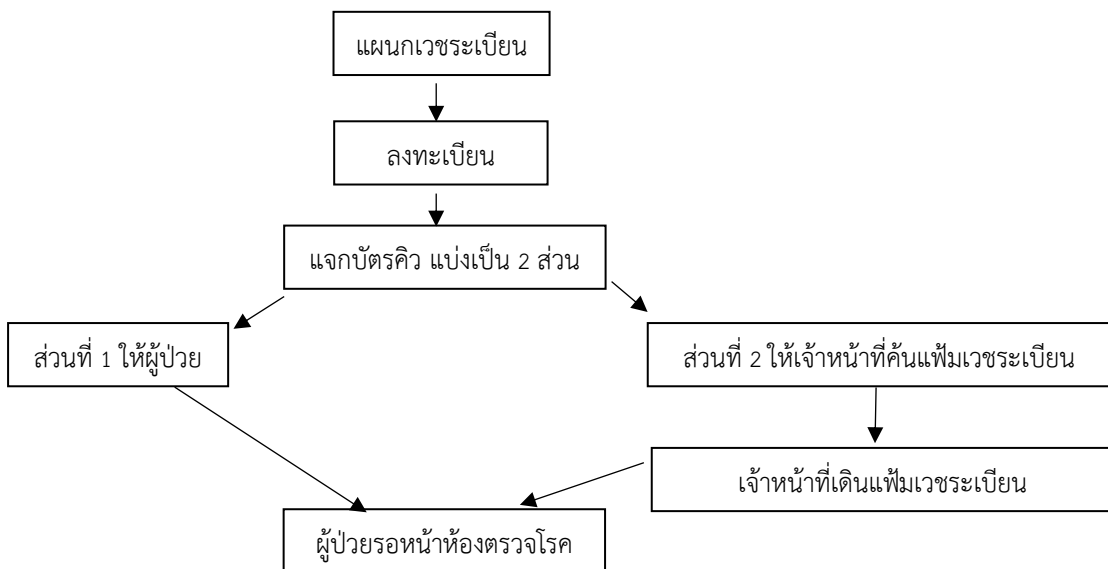 แผนกเวชระเบียน
ลงทะเบียน
แจกบัตรคิว แบ่งเป็น 2 ส่วน
ส่วนที่ 1 ให้ผู้ป่วย
ส่วนที่ 2 ให้เจ้าหน้าที่ค้นแฟ้มเวชระเบียน
เจ้าหน้าที่เดินแฟ้มเวชระเบียน
ผู้ป่วยรอหน้าห้องตรวจโรค